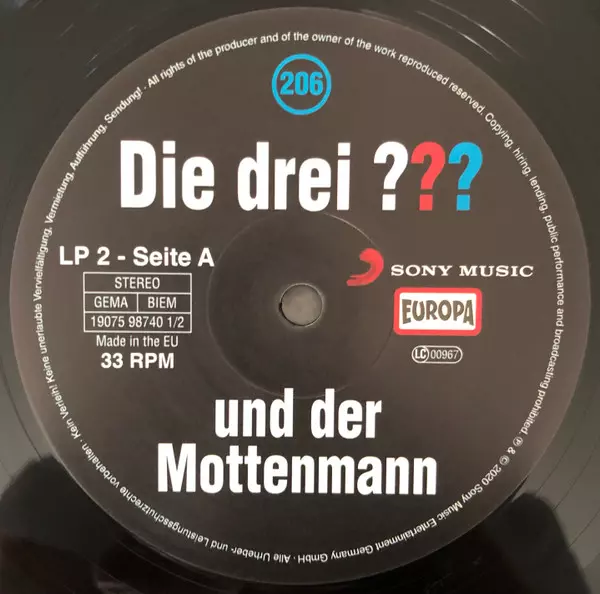 206
Die drei ???
LP 2 - Seite A
STEREO
GEMA BIEM
19075 98740 1/2
Made in the EU
33 RPM
SONY MUSIC
EUROPA
LC 00967
und der
Mottenmann
· All rights of the producer and of the owner of the work reproduced reserved. Copying, hiring, lending, public performance and broadcasting prohibited. ℗ & © 2020 Sony Music Entertainment Germany GmbH · Alle Urheber- und Leistungsschutzrechte vorbehalten · Kein Verleih! Keine unerlaubte Vervielfältigung, Vermietung, Aufführung, Sendung!